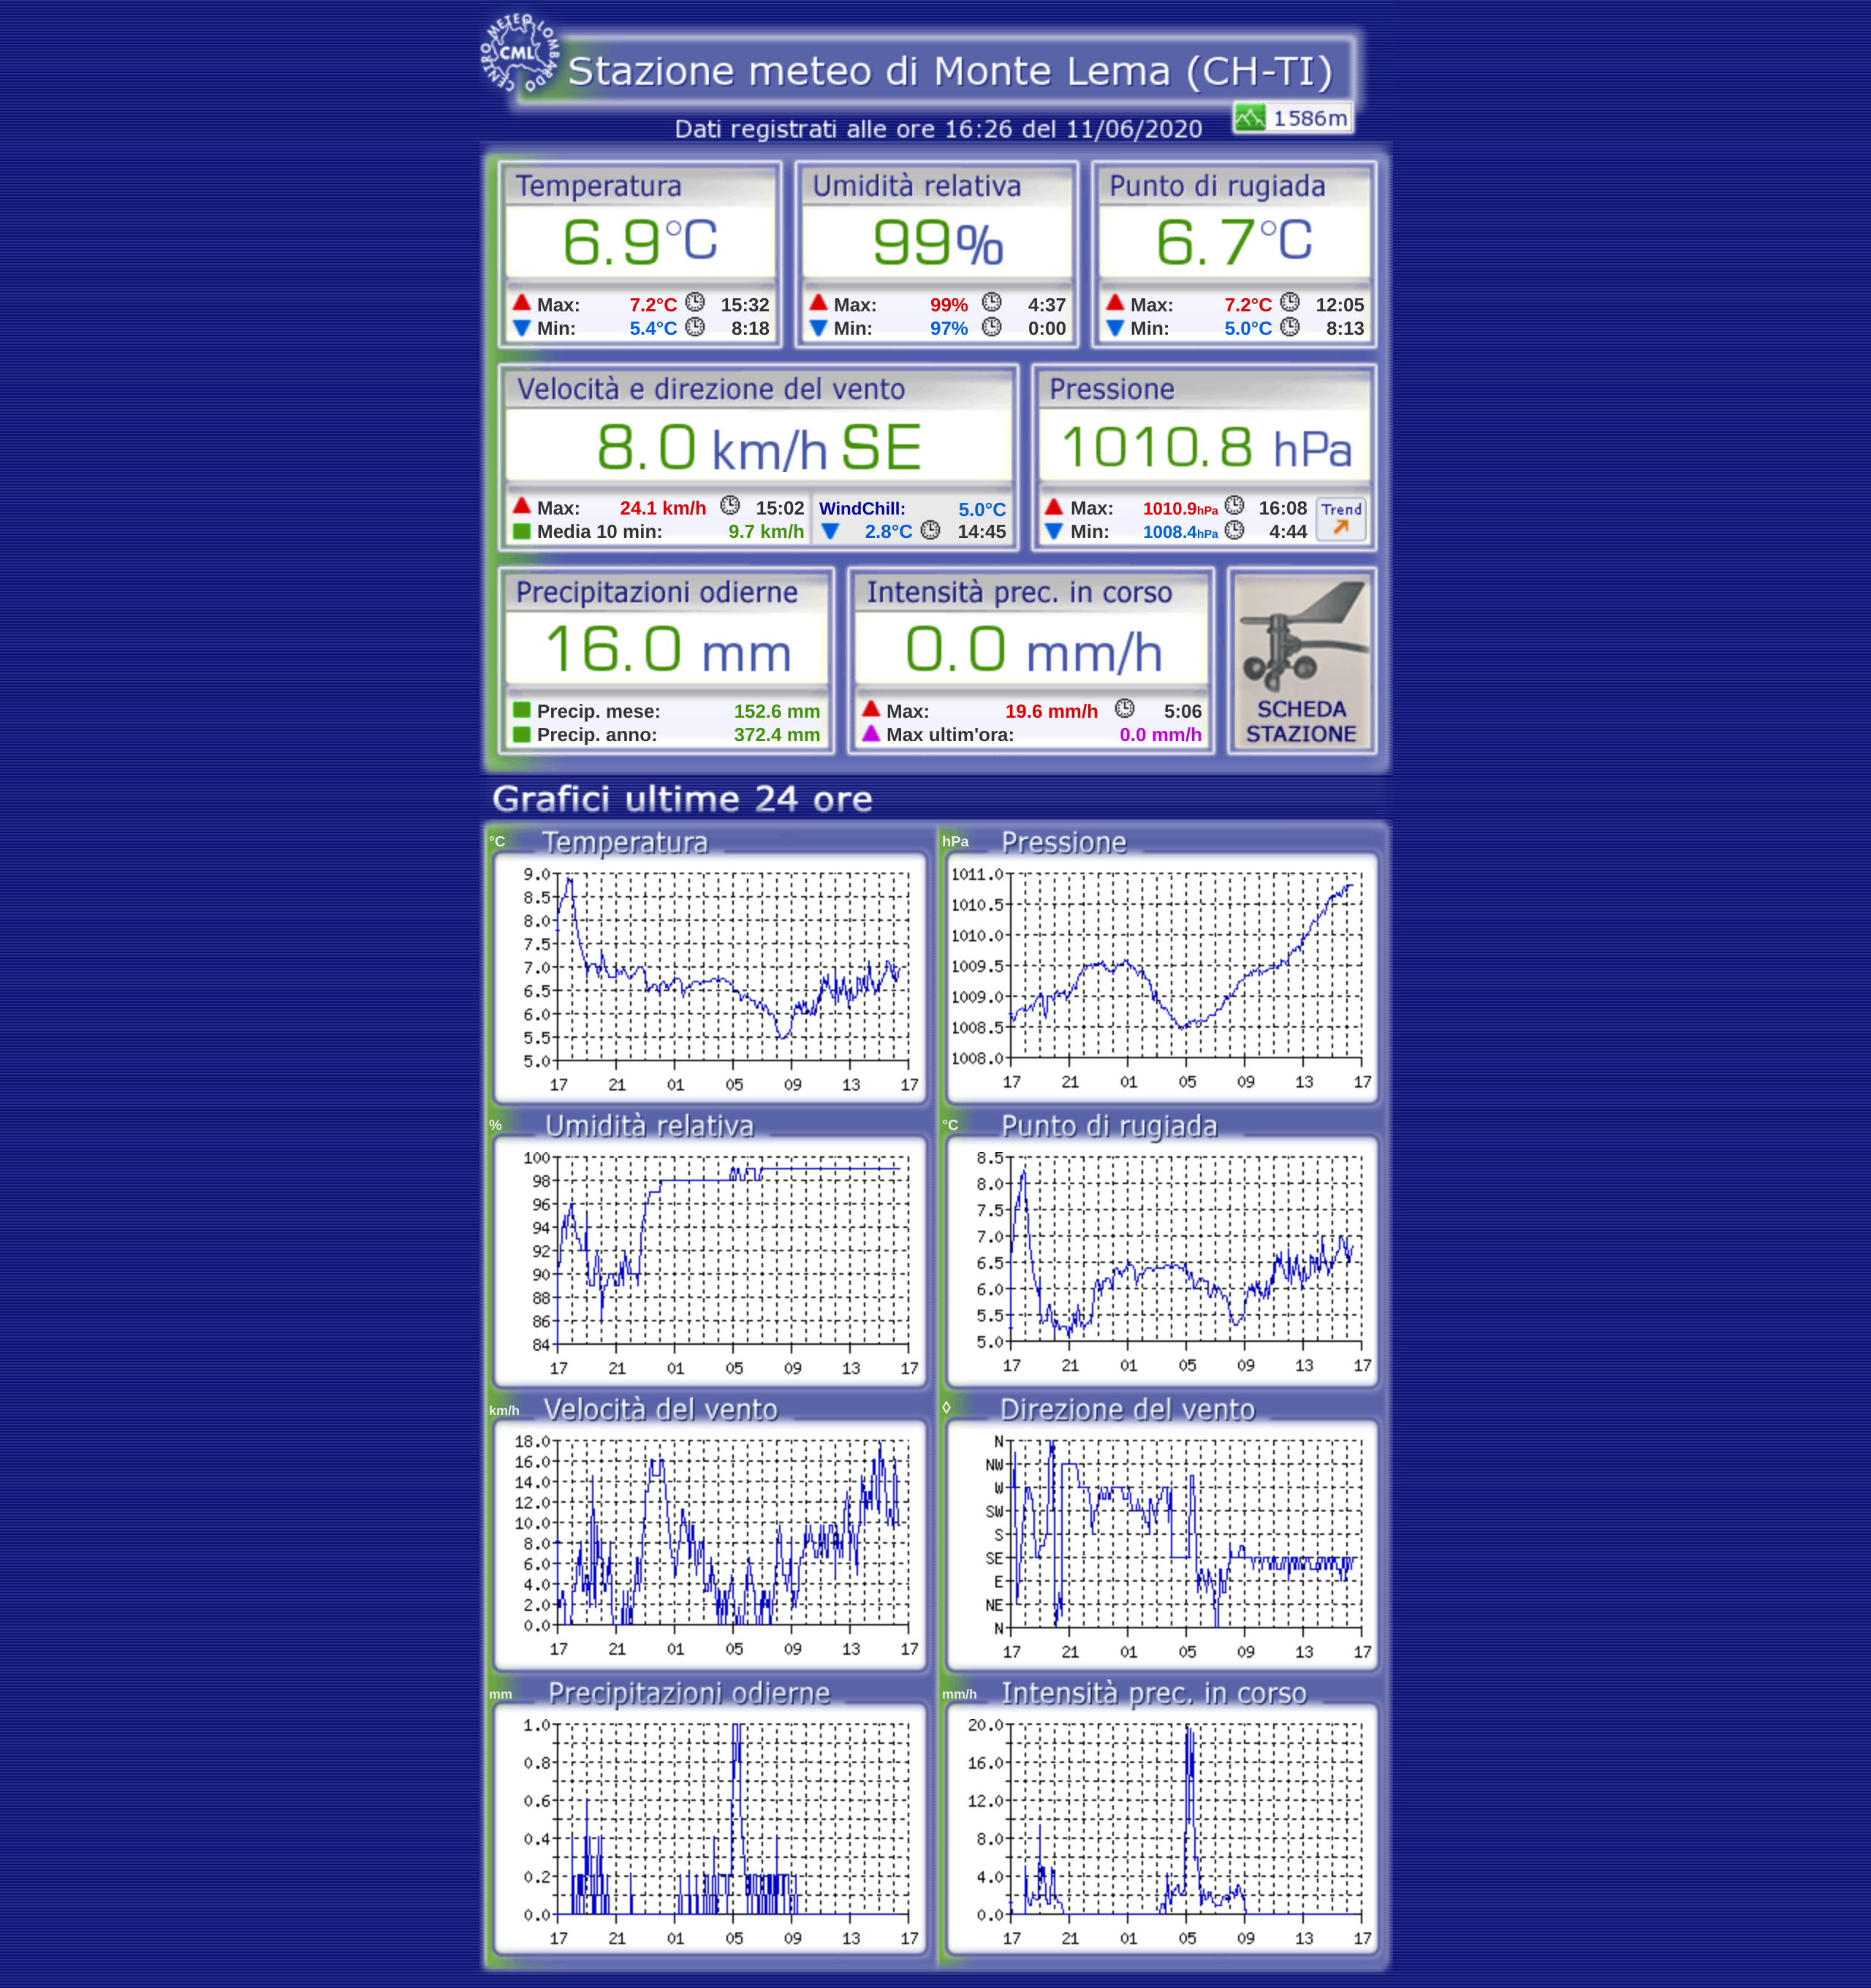 CENTRO METEO LOMBARDO
CML
Stazione meteo di Monte Lema (CH-TI)
1586m
Dati registrati alle ore 16:26 del 11/06/2020
Temperatura
6.9°C
Max: 7.2°C 15:32
Min: 5.4°C 8:18
Umidità relativa
99%
Max: 99% 4:37
Min: 97% 0:00
Punto di rugiada
6.7°C
Max: 7.2°C 12:05
Min: 5.0°C 8:13
Velocità e direzione del vento
8.0 km/h SE
Max: 24.1 km/h 15:02
Media 10 min: 9.7 km/h
WindChill: 5.0°C
2.8°C 14:45
Pressione
1010.8 hPa
Max: 1010.9hPa 16:08
Min: 1008.4hPa 4:44
Trend
Precipitazioni odierne
16.0 mm
Precip. mese: 152.6 mm
Precip. anno: 372.4 mm
Intensità prec. in corso
0.0 mm/h
Max: 19.6 mm/h 5:06
Max ultim'ora: 0.0 mm/h
SCHEDA
STAZIONE
Grafici ultime 24 ore
°C Temperatura
9.0
8.5
8.0
7.5
7.0
6.5
6.0
5.5
5.0
17 21 01 05 09 13 17
hPa Pressione
1011.0
1010.5
1010.0
1009.5
1009.0
1008.5
1008.0
17 21 01 05 09 13 17
% Umidità relativa
100
98
96
94
92
90
88
86
84
17 21 01 05 09 13 17
°C Punto di rugiada
8.5
8.0
7.5
7.0
6.5
6.0
5.5
5.0
17 21 01 05 09 13 17
km/h Velocità del vento
18.0
16.0
14.0
12.0
10.0
8.0
6.0
4.0
2.0
0.0
17 21 01 05 09 13 17
◊ Direzione del vento
N
NW
W
SW
S
SE
E
NE
N
17 21 01 05 09 13 17
mm Precipitazioni odierne
1.0
0.8
0.6
0.4
0.2
0.0
17 21 01 05 09 13 17
mm/h Intensità prec. in corso
20.0
16.0
12.0
8.0
4.0
0.0
17 21 01 05 09 13 17